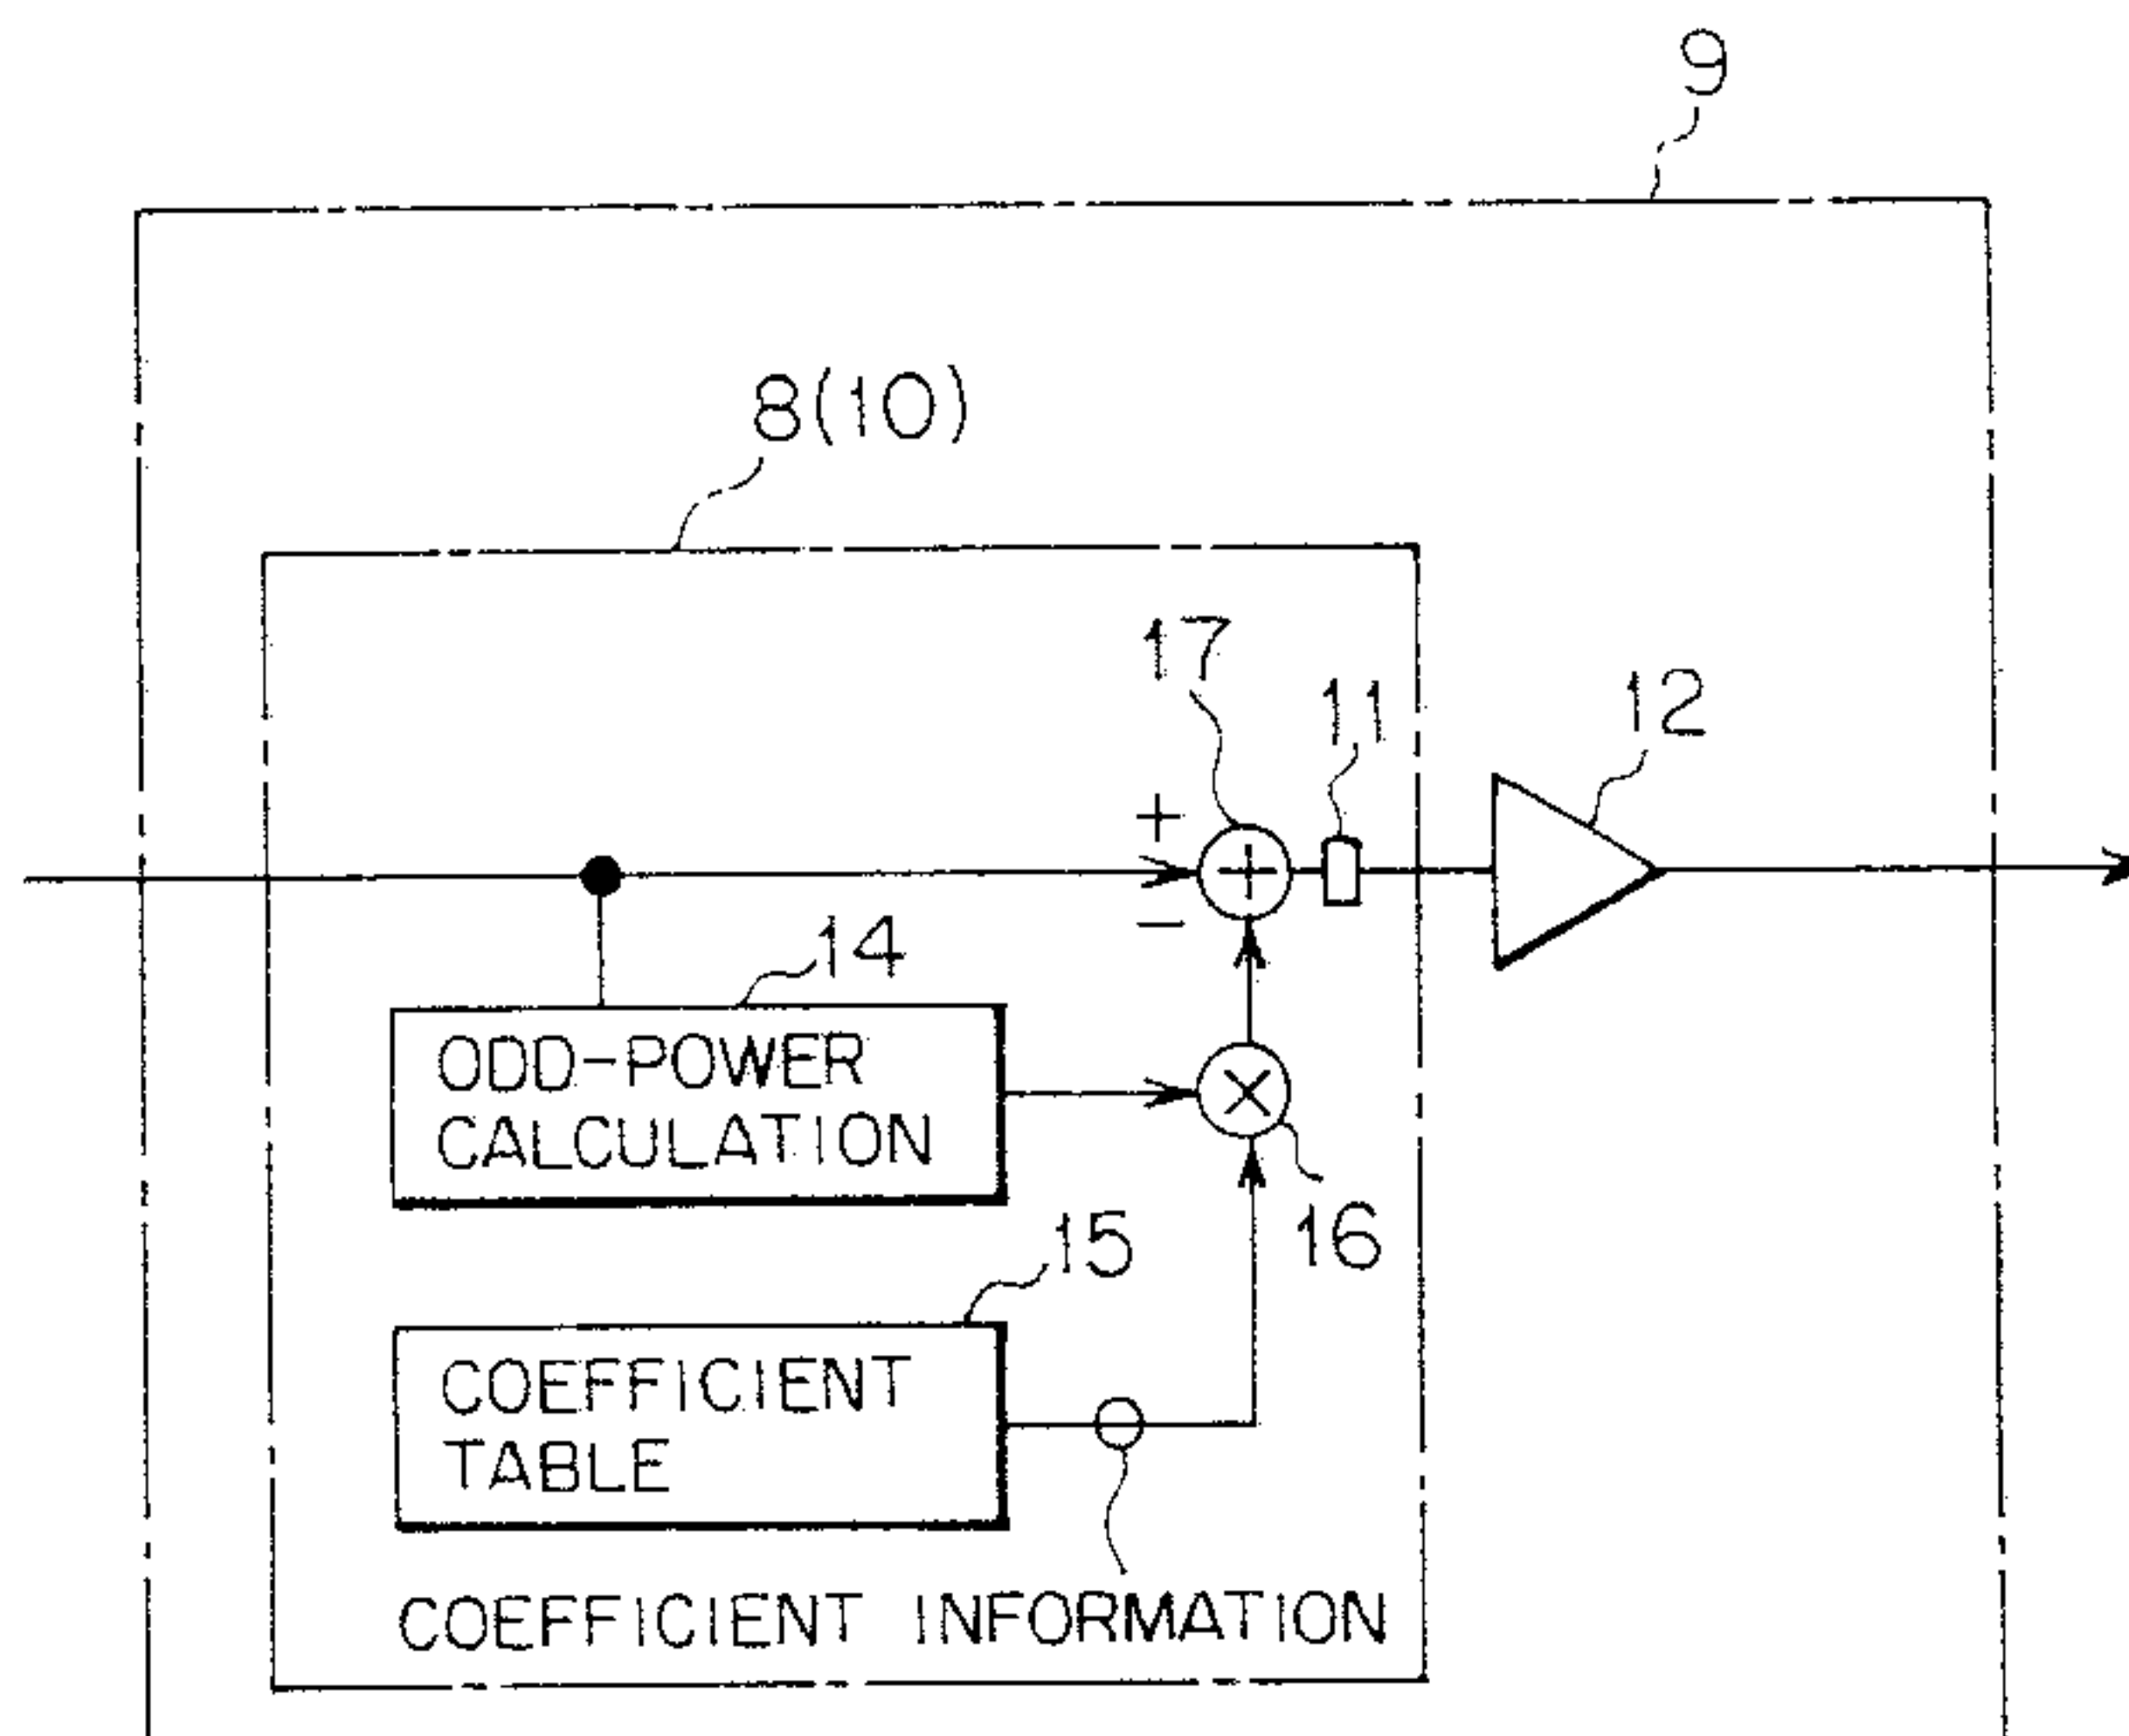 9
8(10)
17
11
12
+
−
14
ODD-POWER
CALCULATION
16
15
COEFFICIENT
TABLE
COEFFICIENT INFORMATION